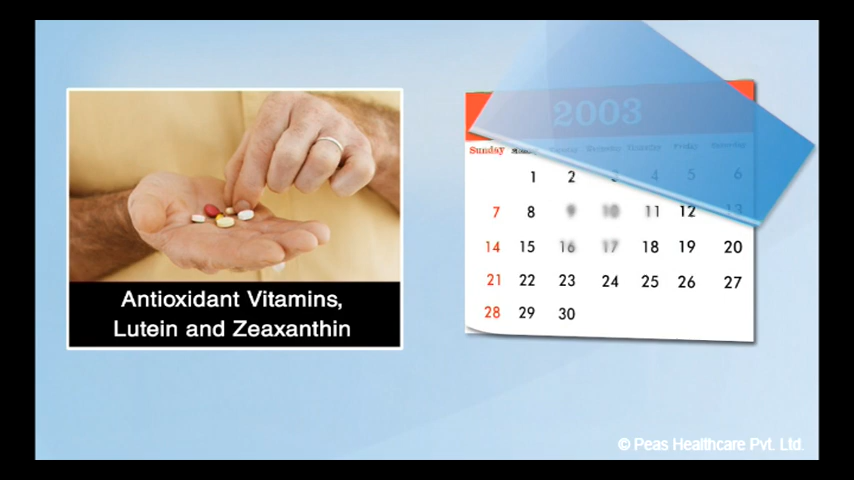 Antioxidant Vitamins,
Lutein and Zeaxanthin
2003
Sunday Monday Tuesday Wednesday Thursday Friday Saturday
1 2 3 4 5 6
7 8 9 10 11 12 13
14 15 16 17 18 19 20
21 22 23 24 25 26 27
28 29 30
© Peas Healthcare Pvt. Ltd.